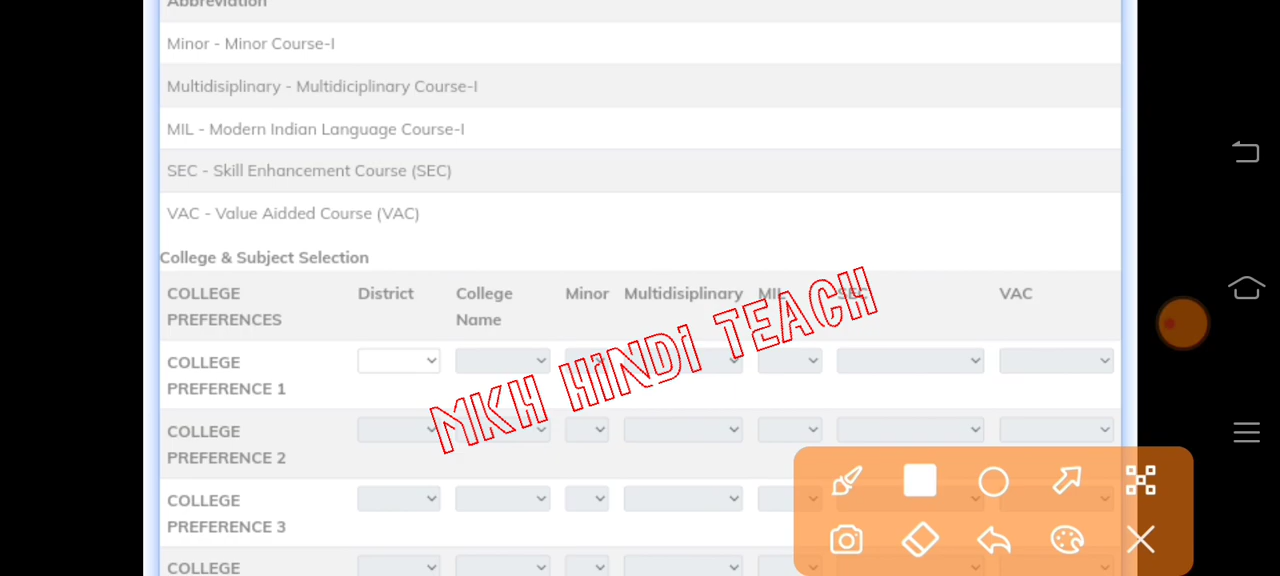 Abbreviation
Minor - Minor Course-I
Multidisiplinary - Multidiciplinary Course-I
MIL - Modern Indian Language Course-I
SEC - Skill Enhancement Course (SEC)
VAC - Value Aidded Course (VAC)
College & Subject Selection
COLLEGE PREFERENCES District College Name Minor Multidisiplinary MIL SEC VAC
COLLEGE PREFERENCE 1
COLLEGE PREFERENCE 2
COLLEGE PREFERENCE 3
COLLEGE
MKH HiNDi TEACH